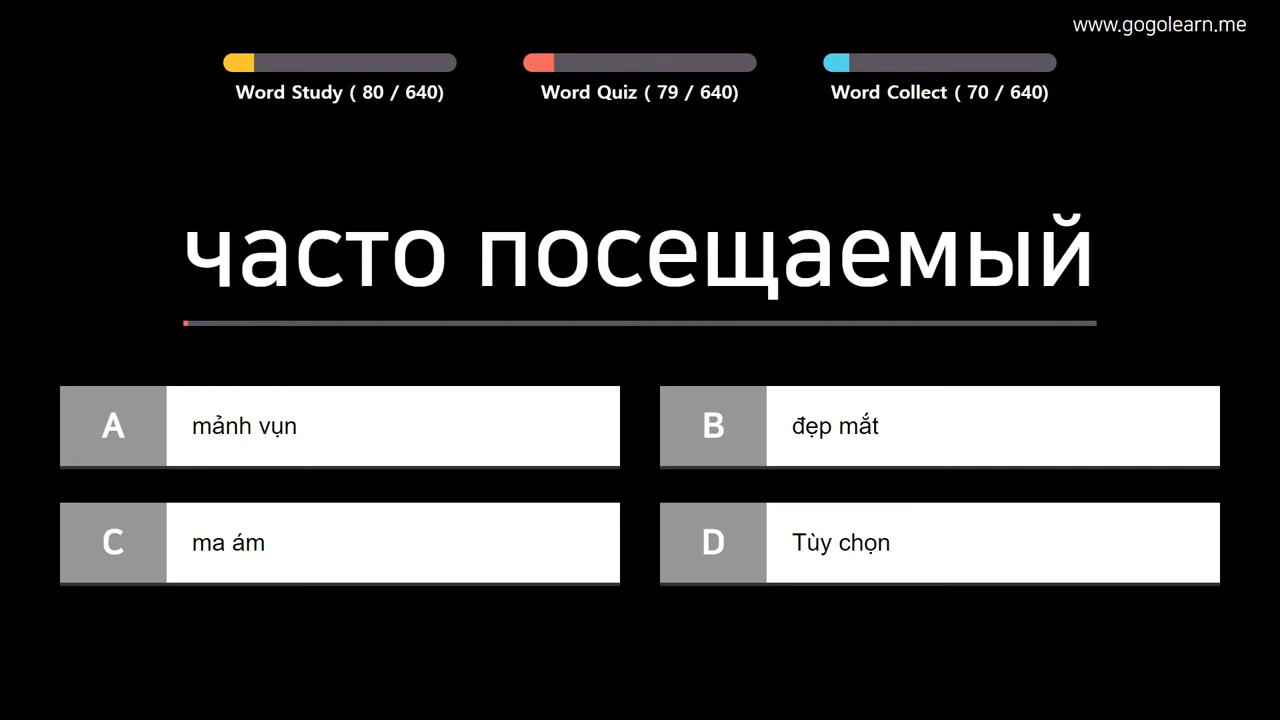 www.gogolearn.me
Word Study ( 80 / 640)
Word Quiz ( 79 / 640)
Word Collect ( 70 / 640)
часто посещаемый
A
mảnh vụn
B
đẹp mắt
C
ma ám
D
Tùy chọn